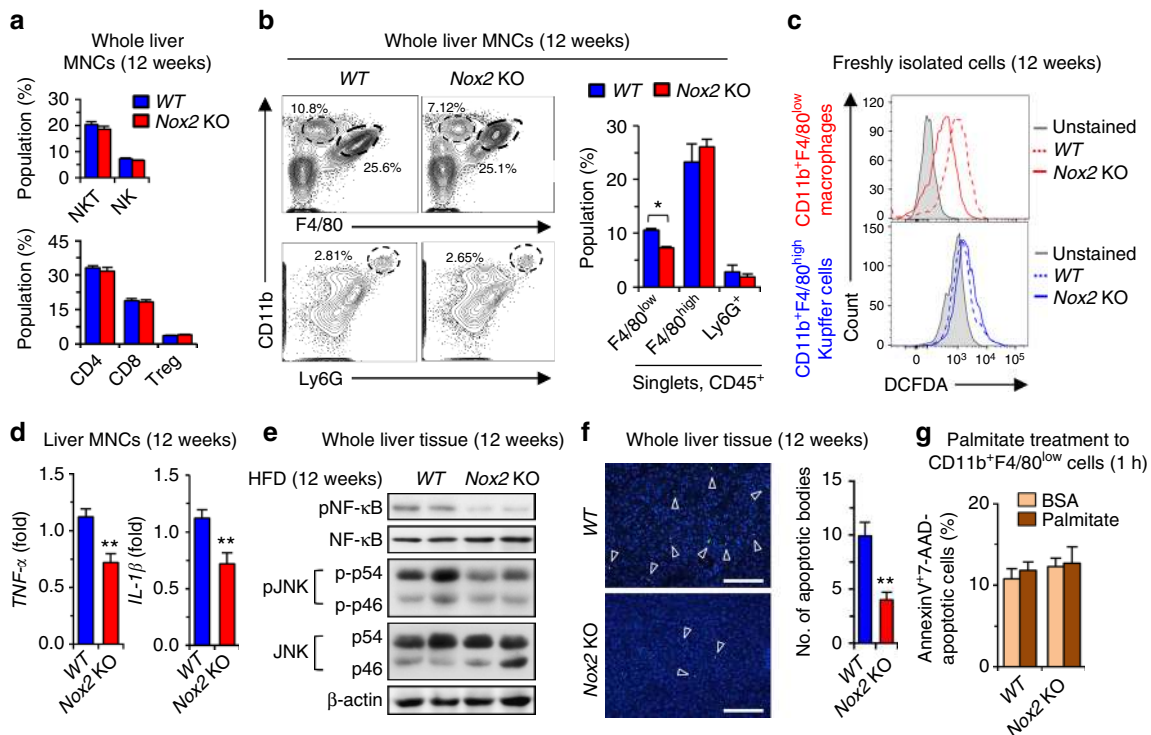 a
Whole liver
MNCs (12 weeks)
Population (%)
30
20
10
0
WT
Nox2 KO
NKT
NK
Population (%)
45
30
15
0
CD4
CD8
Treg
b
Whole liver MNCs (12 weeks)
WT
Nox2 KO
10.8%
25.6%
7.12%
25.1%
F4/80
2.81%
2.65%
CD11b
Ly6G
WT
Nox2 KO
Population (%)
30
20
10
0
*
F4/80low
F4/80high
Ly6G+
Singlets, CD45+
c
Freshly isolated cells (12 weeks)
CD11b+F4/80low
macrophages
CD11b+F4/80high
Kupffer cells
Count
120
90
60
30
0
Unstained
WT
Nox2 KO
150
100
50
0
Unstained
WT
Nox2 KO
0
10³
10⁴
10⁵
DCFDA
d
Liver MNCs (12 weeks)
TNF-α (fold)
1.5
1.0
0.5
0.0
**
WT
Nox2 KO
IL-1β (fold)
1.5
1.0
0.5
0.0
**
WT
Nox2 KO
e
Whole liver tissue (12 weeks)
HFD (12 weeks)
WT
Nox2 KO
pNF-κB
NF-κB
pJNK
p-p54
p-p46
JNK
p54
p46
β-actin
f
Whole liver tissue (12 weeks)
WT
Nox2 KO
No. of apoptotic bodies
15
10
5
0
**
WT
Nox2 KO
g
Palmitate treatment to
CD11b+F4/80low cells (1 h)
AnnexinV+7-AAD-
apoptotic cells (%)
20
10
0
BSA
Palmitate
WT
Nox2 KO